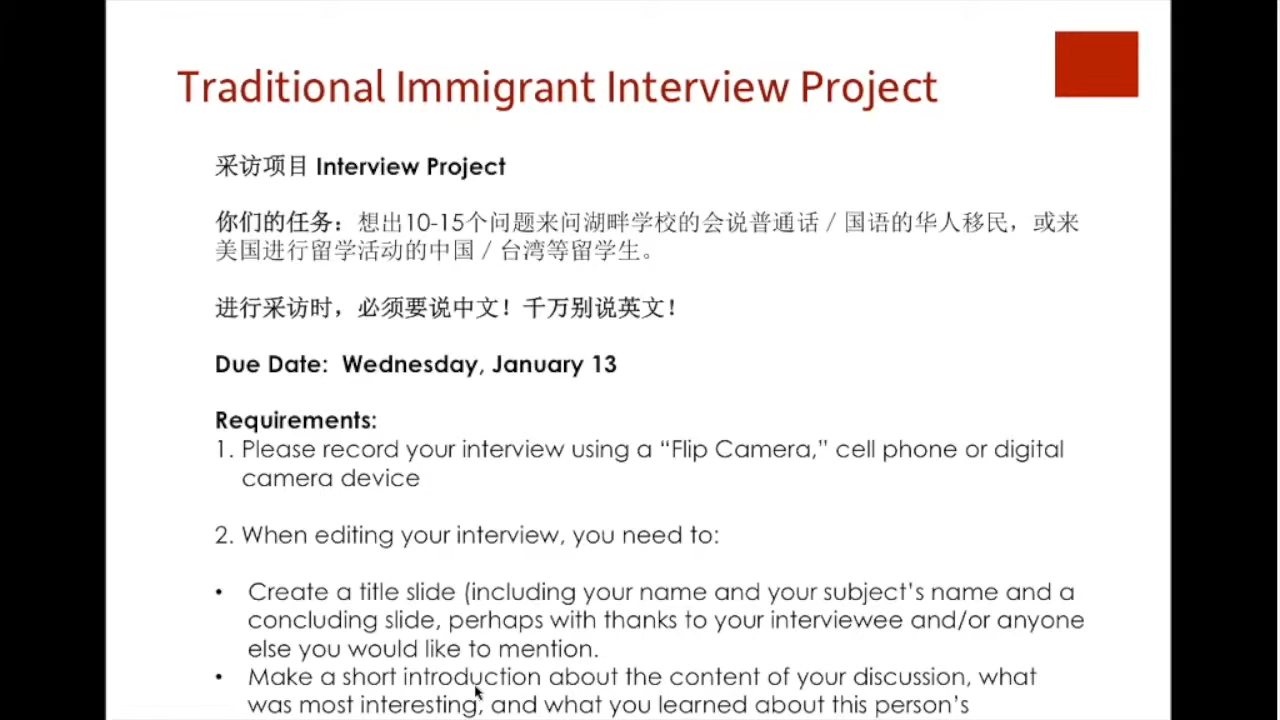 Traditional Immigrant Interview Project
采访项目 Interview Project
你们的任务：想出10-15个问题来问湖畔学校的会说普通话 / 国语的华人移民，或来
美国进行留学活动的中国 / 台湾等留学生。
进行采访时，必须要说中文！千万别说英文！
Due Date:  Wednesday, January 13
Requirements:
1. Please record your interview using a “Flip Camera,” cell phone or digital
camera device
2. When editing your interview, you need to:
• Create a title slide (including your name and your subject’s name and a
concluding slide, perhaps with thanks to your interviewee and/or anyone
else you would like to mention.
• Make a short introduction about the content of your discussion, what
was most interesting, and what you learned about this person’s